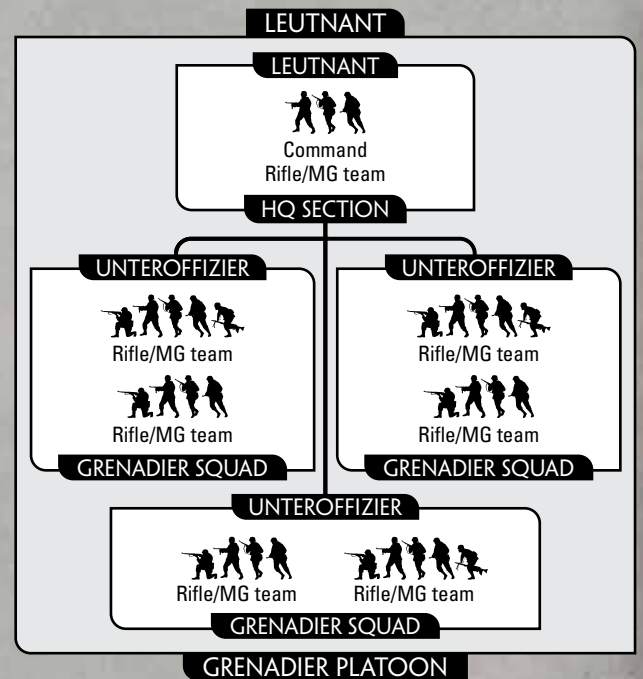 LEUTNANT
LEUTNANT
Command
Rifle/MG team
HQ SECTION
UNTEROFFIZIER
Rifle/MG team
Rifle/MG team
GRENADIER SQUAD
UNTEROFFIZIER
Rifle/MG team
Rifle/MG team
GRENADIER SQUAD
UNTEROFFIZIER
Rifle/MG team
Rifle/MG team
GRENADIER SQUAD
GRENADIER PLATOON